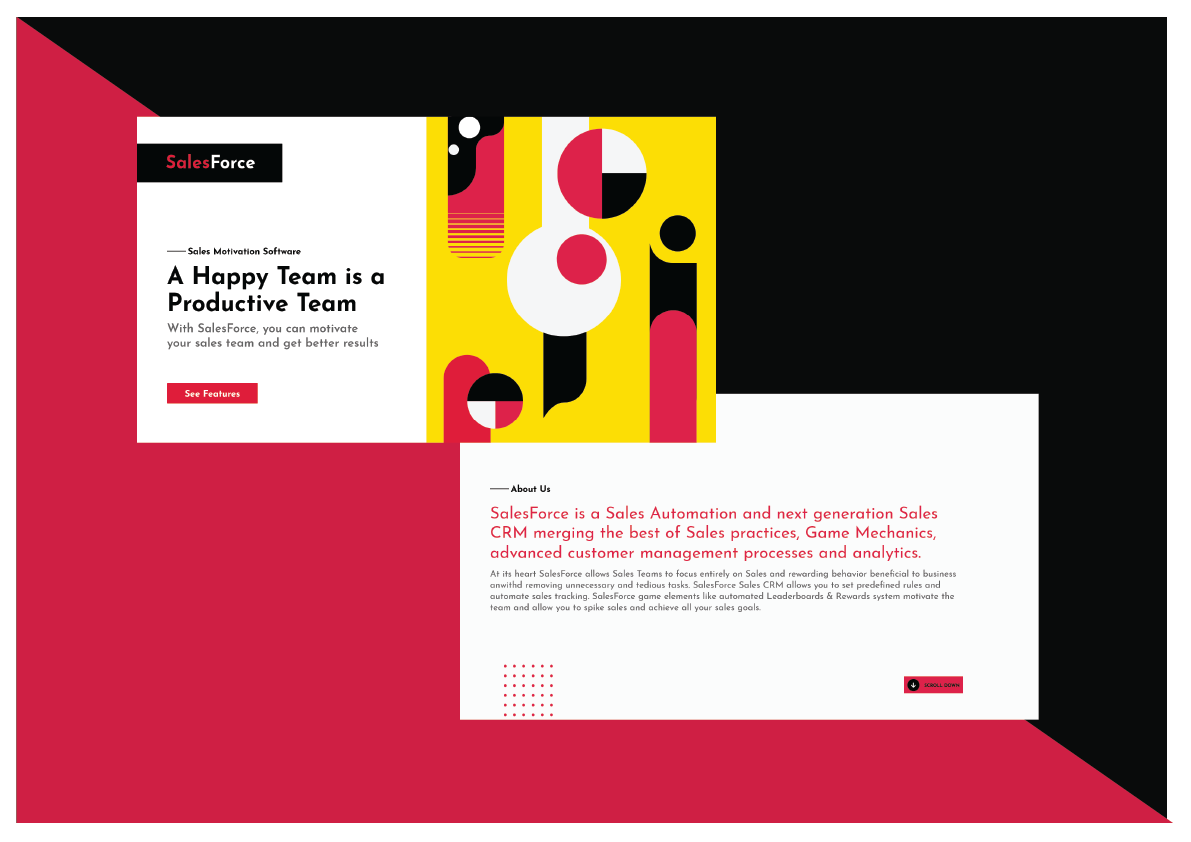 SalesForce
Sales Motivation Software
A Happy Team is a
Productive Team
With SalesForce, you can motivate
your sales team and get better results
See Features
About Us
SalesForce is a Sales Automation and next generation Sales
CRM merging the best of Sales practices, Game Mechanics,
advanced customer management processes and analytics.
At its heart SalesForce allows Sales Teams to focus entirely on Sales and rewarding behavior beneficial to business
anwithd removing unnecessary and tedious tasks. SalesForce Sales CRM allows you to set predefined rules and
automate sales tracking. SalesForce game elements like automated Leaderboards & Rewards system motivate the
team and allow you to spike sales and achieve all your sales goals.
SCROLL DOWN